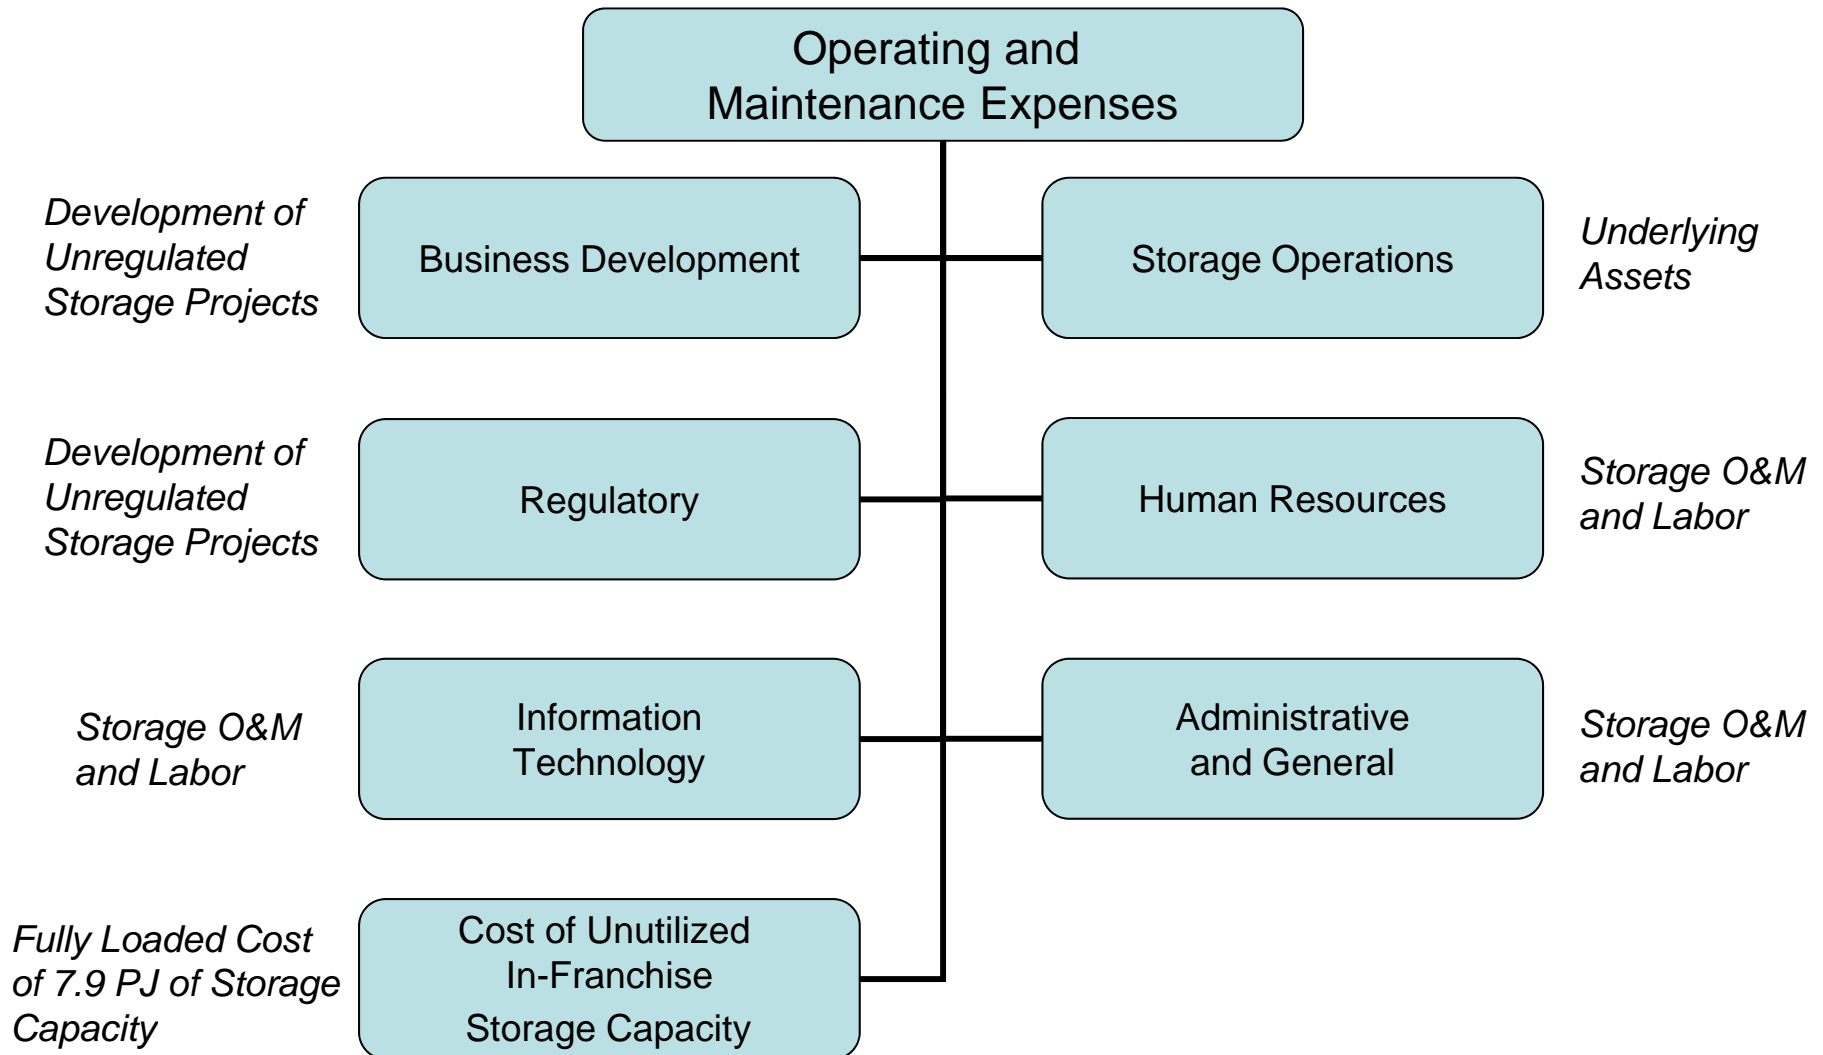 Operating and
Maintenance Expenses
Development of
Unregulated
Storage Projects
Business Development
Storage Operations
Underlying
Assets
Development of
Unregulated
Storage Projects
Regulatory
Human Resources
Storage O&M
and Labor
Storage O&M
and Labor
Information
Technology
Administrative
and General
Storage O&M
and Labor
Fully Loaded Cost
of 7.9 PJ of Storage
Capacity
Cost of Unutilized
In-Franchise
Storage Capacity